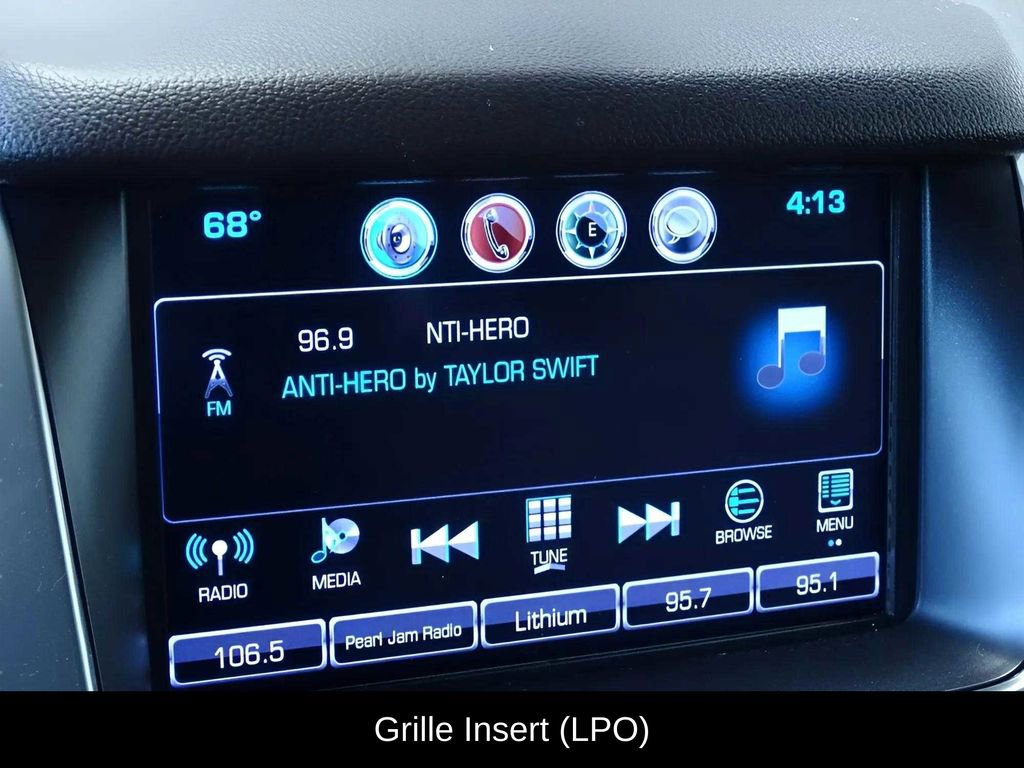 68° 4:13
E
96.9 NTI-HERO
ANTI-HERO by TAYLOR SWIFT
FM
RADIO MEDIA TUNE BROWSE MENU
106.5 Pearl Jam Radio Lithium 95.7 95.1
Grille Insert (LPO)